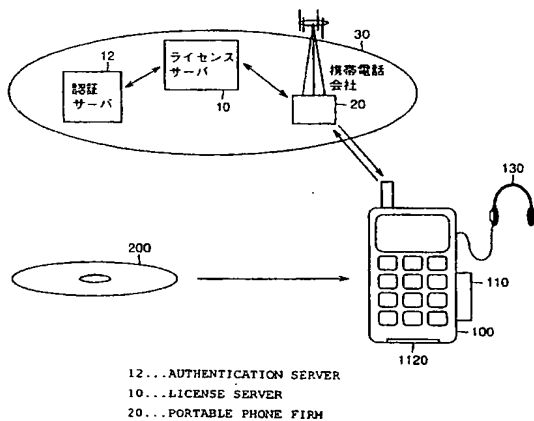 12
30
ライセンス
サーバ
認証
サーバ
携帯電話
会社
10
20
130
200
110
100
1120
12...AUTHENTICATION SERVER
10...LICENSE SERVER
20...PORTABLE PHONE FIRM